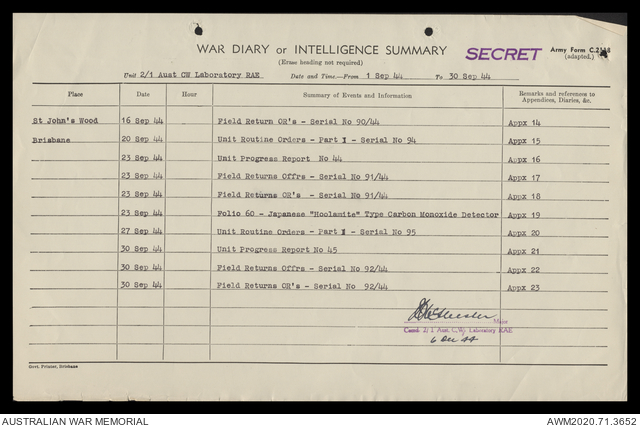 WAR DIARY or INTELLIGENCE SUMMARY
SECRET
Army Form C.2118
(adapted.)
(Erase heading not required)
Unit 2/1 Aust CW Laboratory RAE Date and Time.—From 1 Sep 44 To 30 Sep 44
Place Date Hour Summary of Events and Information Remarks and references to Appendices, Diaries, &c.
St John's Wood 16 Sep 44 Field Return OR's - Serial No 90/44 Appx 14
Brisbane 20 Sep 44 Unit Routine Orders - Part I - Serial No 94 Appx 15
23 Sep 44 Unit Progress Report No 44 Appx 16
23 Sep 44 Field Returns Offrs - Serial No 91/44 Appx 17
23 Sep 44 Field Returns OR's - Serial No 91/44 Appx 18
23 Sep 44 Folio 60 - Japanese "Hoolamite" Type Carbon Monoxide Detector Appx 19
27 Sep 44 Unit Routine Orders - Part I - Serial No 95 Appx 20
30 Sep 44 Unit Progress Report No 45 Appx 21
30 Sep 44 Field Returns Offrs - Serial No 92/44 Appx 22
30 Sep 44 Field Returns OR's - Serial No 92/44 Appx 23
Major
Comd 2/1 Aust. C.W. Laboratory RAE
6 Dec 44
Govt. Printer, Brisbane
AUSTRALIAN WAR MEMORIAL AWM2020.71.3652